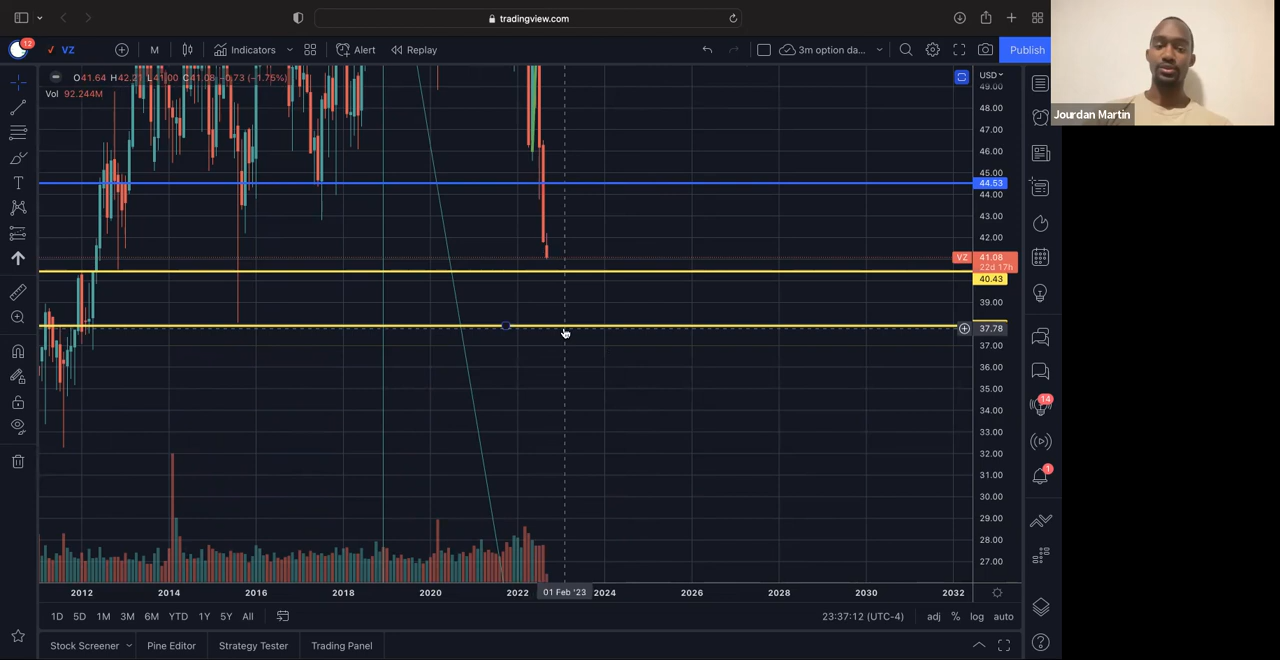 tradingview.com
12
VZ
M
Indicators
Alert
Replay
3m option da...
Publish
O41.64 H42.21 L41.00 C41.08 -0.73 (-1.75%)
Vol 92.244M
USD
49.00
48.00
47.00
46.00
45.00
44.53
44.00
43.00
42.00
VZ 41.08
22d 17h
40.43
39.00
37.78
37.00
36.00
35.00
34.00
33.00
32.00
31.00
30.00
29.00
28.00
27.00
14
1
2012 2014 2016 2018 2020 2022 01 Feb '23 2024 2026 2028 2030 2032
1D 5D 1M 3M 6M YTD 1Y 5Y All
23:37:12 (UTC-4)
adj % log auto
Stock Screener
Pine Editor
Strategy Tester
Trading Panel
Jourdan Martin